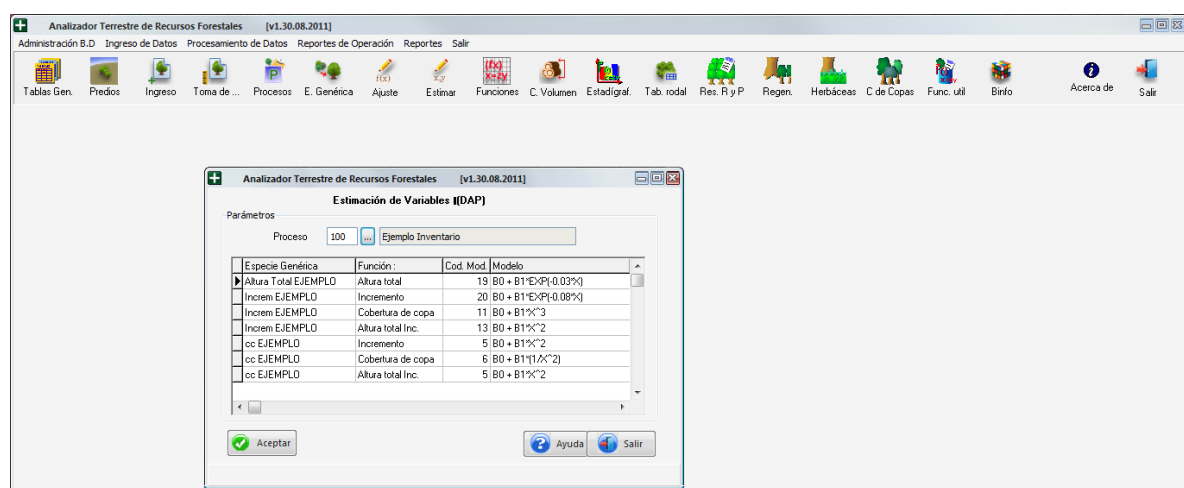 Analizador Terrestre de Recursos Forestales [v1.30.08.2011]
Administración B.D Ingreso de Datos Procesamiento de Datos Reportes de Operación Reportes Salir
Tablas Gen. Predios Ingreso Toma de ... Procesos E. Genérica Ajuste Estimar Funciones C. Volumen Estadígraf. Tab. rodal Res. R y P Regen. Herbáceas C de Copas Func. util Binfo Acerca de Salir
Analizador Terrestre de Recursos Forestales [v1.30.08.2011]
Estimación de Variables I(DAP)
Parámetros
Proceso 100 ... Ejemplo Inventario
Especie Genérica Función : Cod. Mod. Modelo
Altura Total EJEMPLO Altura total 19 B0 + B1*EXP(-0.03*X)
Increm EJEMPLO Incremento 20 B0 + B1*EXP(-0.08*X)
Increm EJEMPLO Cobertura de copa 11 B0 + B1*X^3
Increm EJEMPLO Altura total Inc. 13 B0 + B1*X^2
cc EJEMPLO Incremento 5 B0 + B1*X^2
cc EJEMPLO Cobertura de copa 6 B0 + B1*(1/X^2)
cc EJEMPLO Altura total Inc. 5 B0 + B1*X^2
Aceptar Ayuda Salir